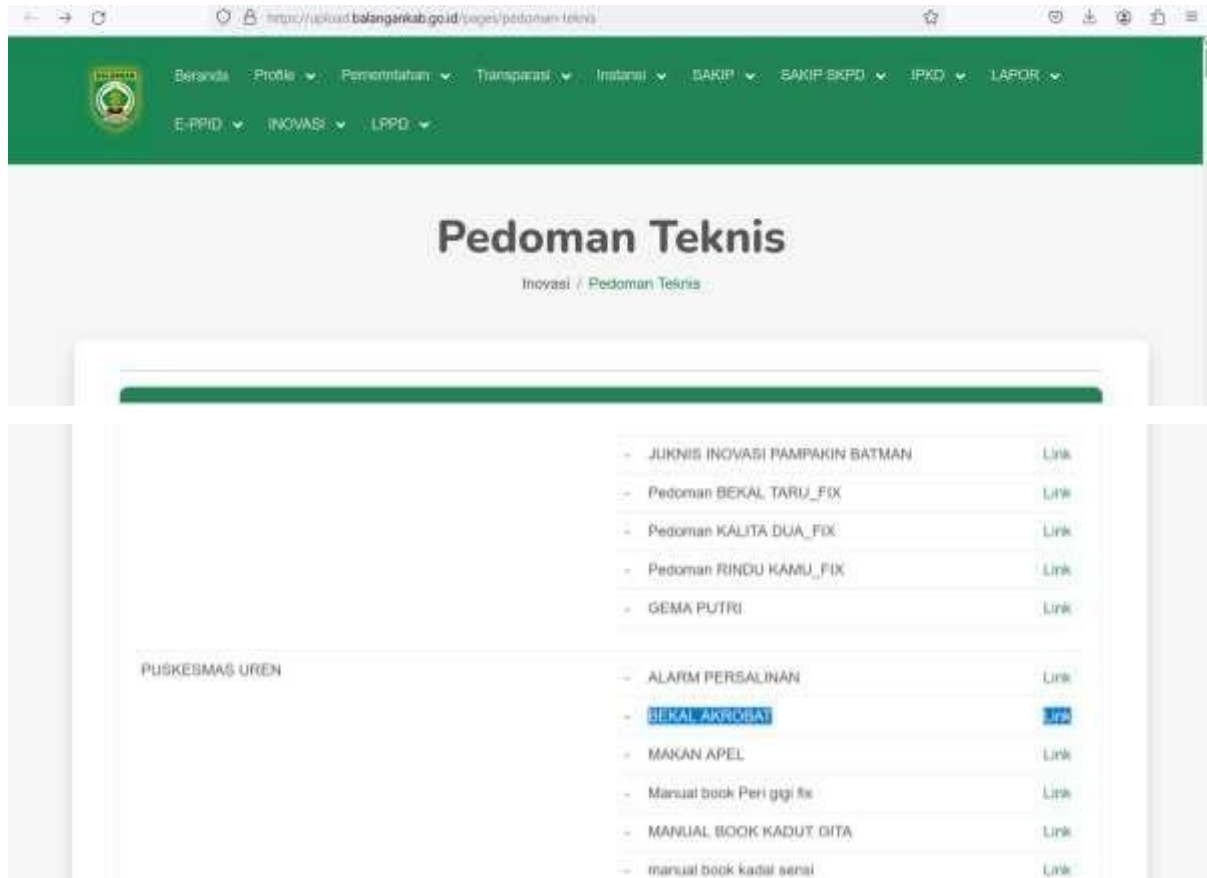 https://upload.balangankab.go.id/pages/pedoman-teknis
Beranda Profile Pemerintahan Transparasi Instansi SAKIP SAKIP SKPD IPKD LAPOR
E-PPID INOVASI LPPD
Pedoman Teknis
Inovasi / Pedoman Teknis
- JUKNIS INOVASI PAMPAKIN BATMAN Link
- Pedoman BEKAL TARU_FIX Link
- Pedoman KALITA DUA_FIX Link
- Pedoman RINDU KAMU_FIX Link
- GEMA PUTRI Link
PUSKESMAS UREN - ALARM PERSALINAN Link
- BEKAL AKROBAT Link
- MAKAN APEL Link
- Manual book Peri gigi fix Link
- MANUAL BOOK KADUT GITA Link
- manual book kadal sensi Link